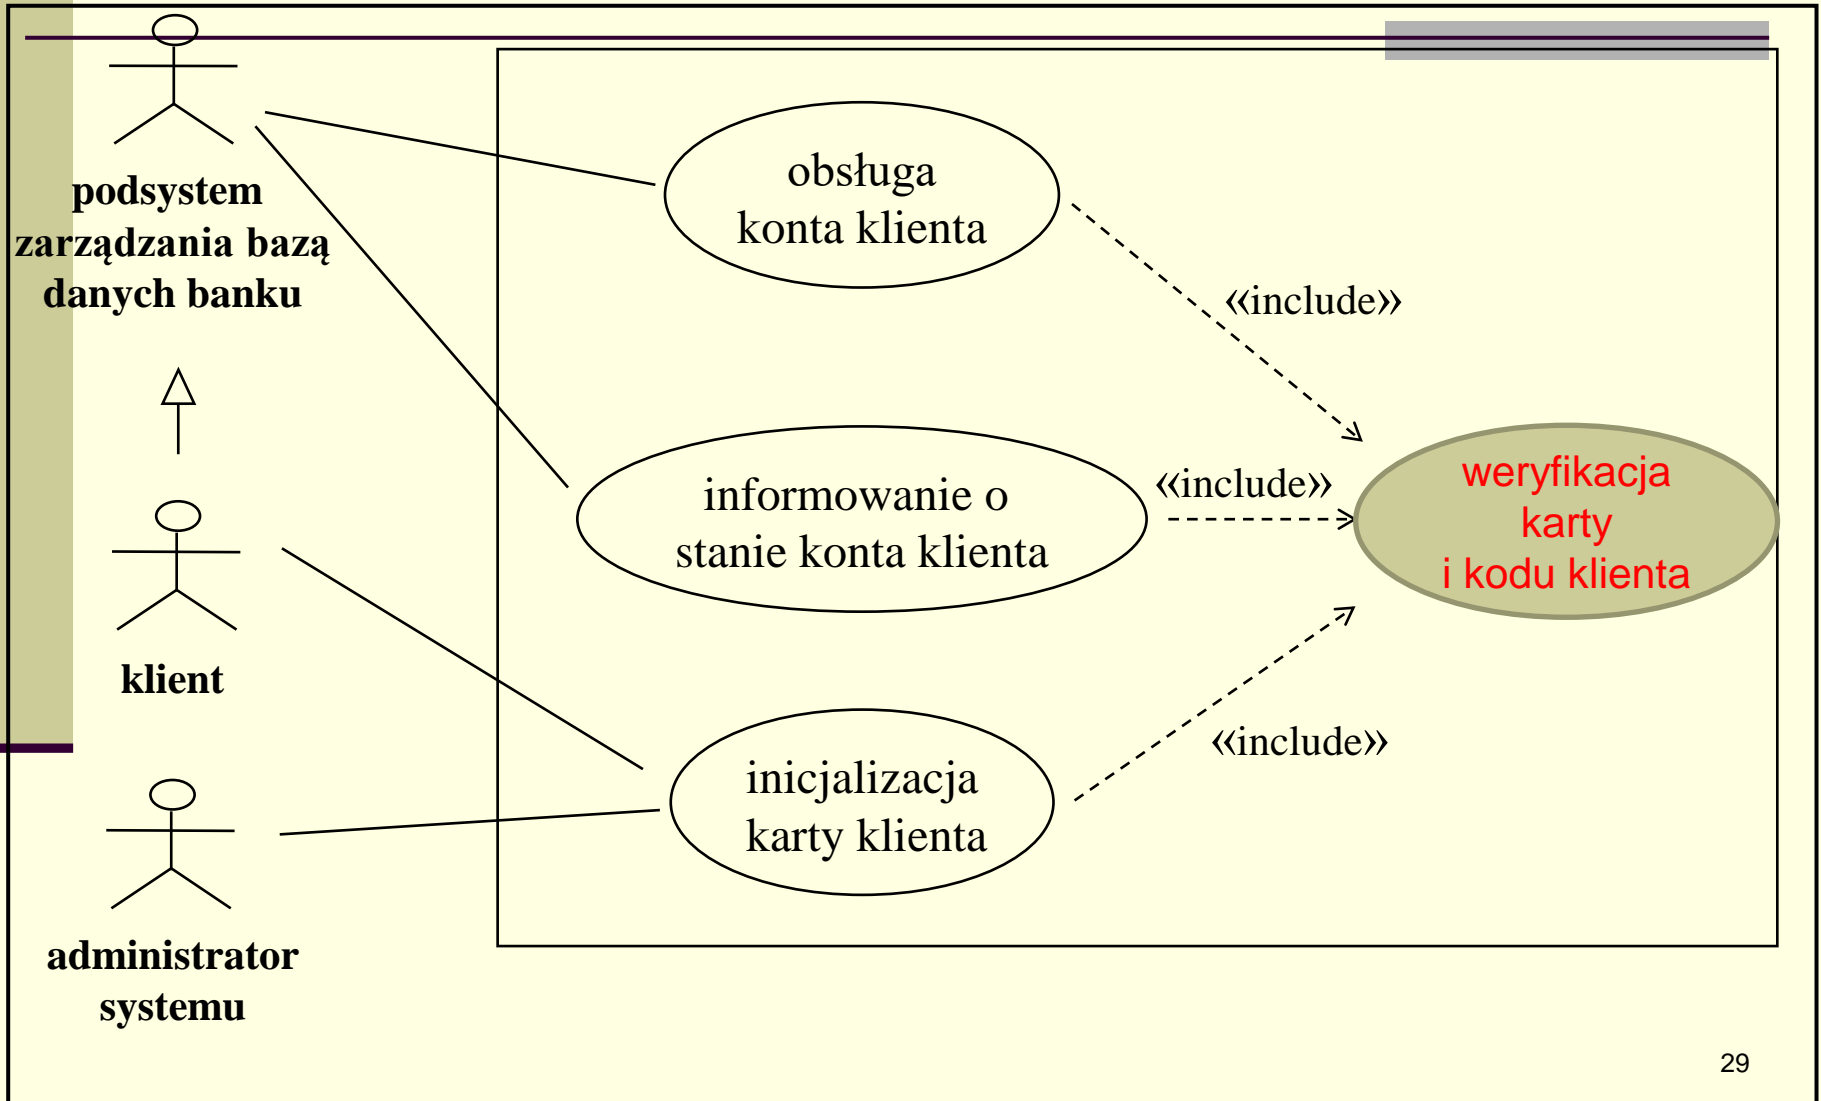 podsystem
zarządzania bazą
danych banku
klient
administrator
systemu
obsługa
konta klienta
informowanie o
stanie konta klienta
inicjalizacja
karty klienta
«include»
«include»
«include»
weryfikacja
karty
i kodu klienta
29